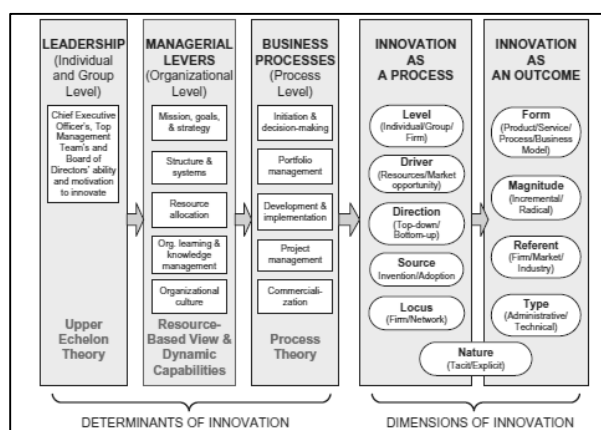 LEADERSHIP
(Individual
and Group
Level)
Chief Executive
Officer's, Top
Management
Team's and
Board of
Directors' ability
and motivation
to innovate
Upper
Echelon
Theory
MANAGERIAL
LEVERS
(Organizational
Level)
Mission, goals,
& strategy
Structure &
systems
Resource
allocation
Org. learning &
knowledge
management
Organizational
culture
Resource-
Based View &
Dynamic
Capabilities
BUSINESS
PROCESSES
(Process Level)
Initiation &
decision-making
Portfolio
management
Development &
implementation
Project
management
Commerciali-
zation
Process Theory
INNOVATION
AS
A PROCESS
Level
(Individual/Group/
Firm)
Driver
(Resources/Market
opportunity)
Direction
(Top-down/
Bottom-up)
Source
Invention/Adoption
Locus
(Firm/Network)
INNOVATION
AS
AN OUTCOME
Form
(Product/Service/
Process/Business
Model)
Magnitude
(Incremental/
Radical)
Referent
(Firm/Market/
Industry)
Type
(Administrative/
Technical)
Nature
(Tacit/Explicit)
DETERMINANTS OF INNOVATION
DIMENSIONS OF INNOVATION